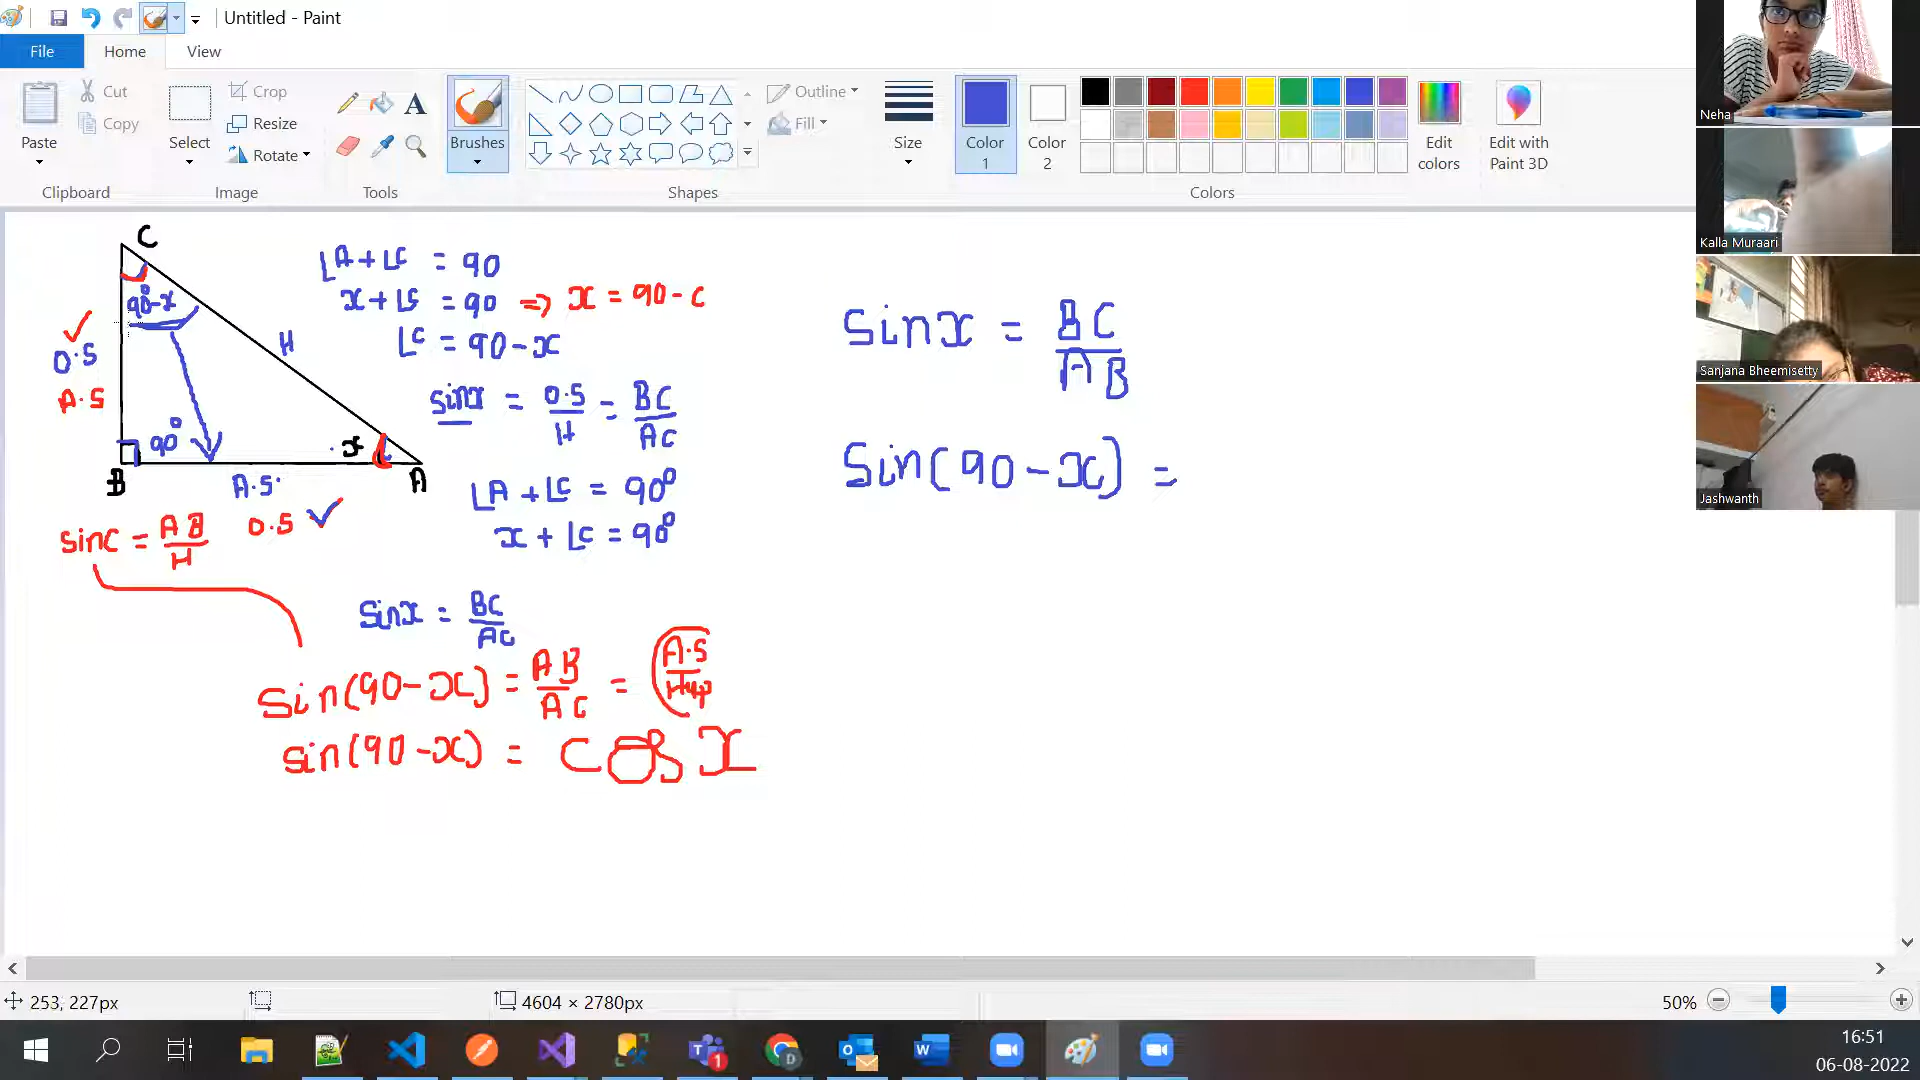 Untitled - Paint
File Home View
Paste
Cut
Copy
Clipboard
Select
Crop
Resize
Rotate
Image
Tools
Brushes
Outline
Fill
Shapes
Size
Color 1
Color 2
Edit colors
Edit with Paint 3D
Colors
Neha
Kalla Muraari
Sanjana Bheemisetty
Jashwanth
C
90°-x
0.5
A.S
H
90°
x
B
A.S
A
0.5
sinc = AB/H
∟A+∟C = 90
x+∟C = 90 => x = 90-C
∟C = 90-x
sinx = 0.5/H = BC/AC
∟A+∟C = 90°
x+∟C = 90°
Sinx = BC/AC
Sin(90-x) = AB/AC = A.S/Hyp
sin(90-x) = cosx
Sinx = BC/AB
Sin(90-x) =
253, 227px
4604 × 2780px
50%
1
16:51
06-08-2022